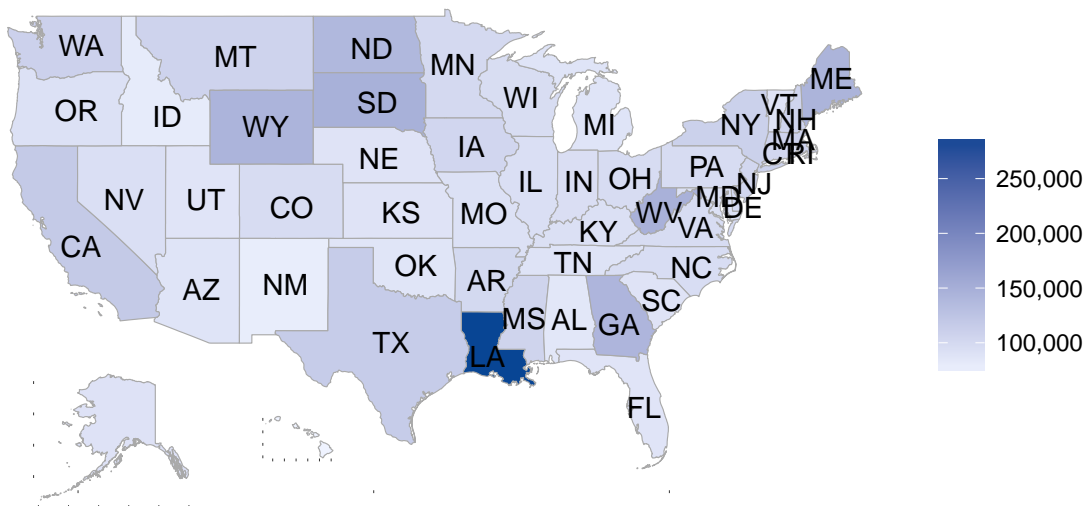 WA
MT
ND
MN
ME
OR
ID
WY
SD
WI
MI
NY
VT
NH
MA
CT
RI
NV
UT
CO
NE
IA
IL
IN
OH
PA
NJ
MD
DE
CA
KS
MO
KY
WV
VA
AZ
NM
OK
AR
TN
NC
SC
TX
LA
MS
AL
GA
FL
250,000
200,000
150,000
100,000